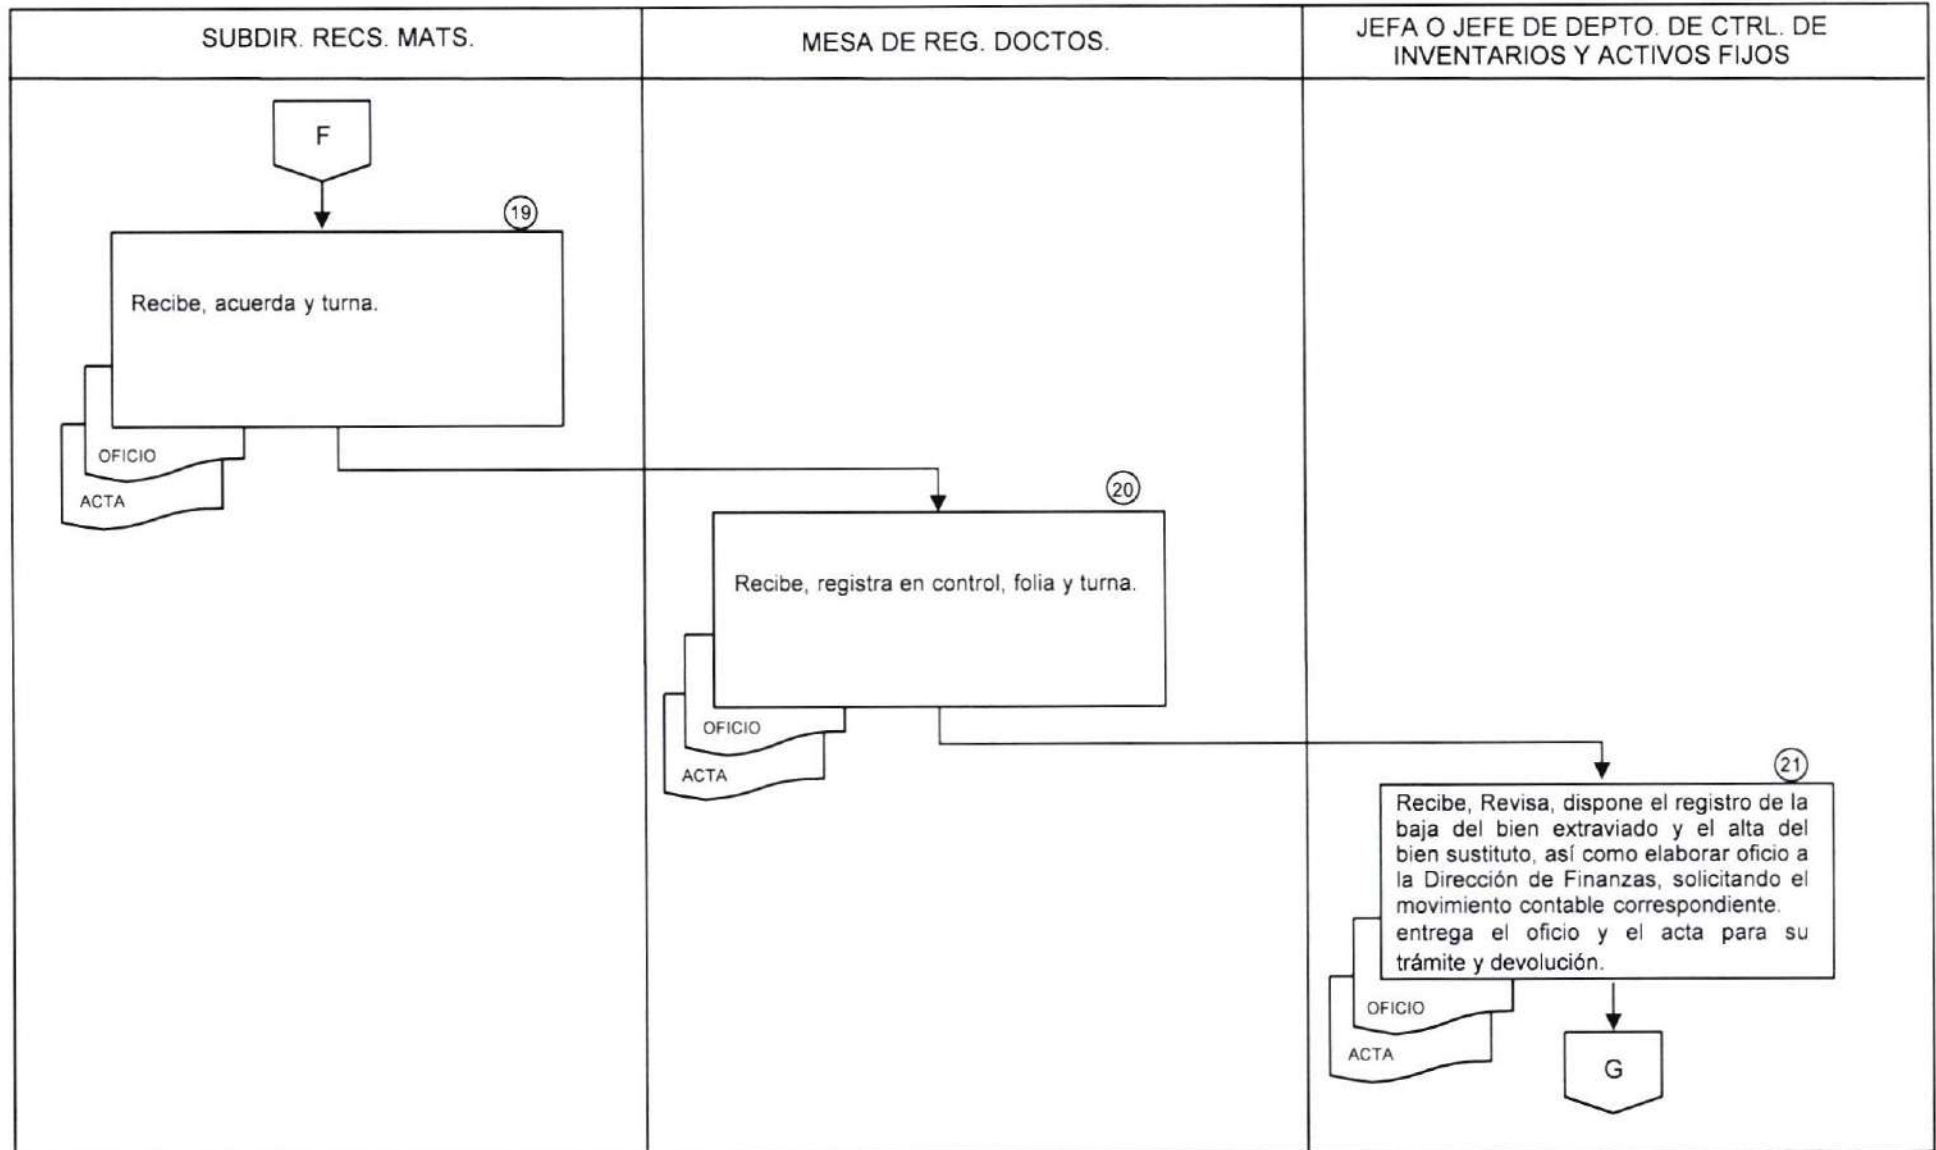 SUBDIR. RECS. MATS.
MESA DE REG. DOCTOS.
JEFA O JEFE DE DEPTO. DE CTRL. DE
INVENTARIOS Y ACTIVOS FIJOS
F
19
Recibe, acuerda y turna.
OFICIO
ACTA
20
Recibe, registra en control, folia y turna.
OFICIO
ACTA
21
Recibe, Revisa, dispone el registro de la
baja del bien extraviado y el alta del
bien sustituto, así como elaborar oficio a
la Dirección de Finanzas, solicitando el
movimiento contable correspondiente.
entrega el oficio y el acta para su
trámite y devolución.
OFICIO
ACTA
G